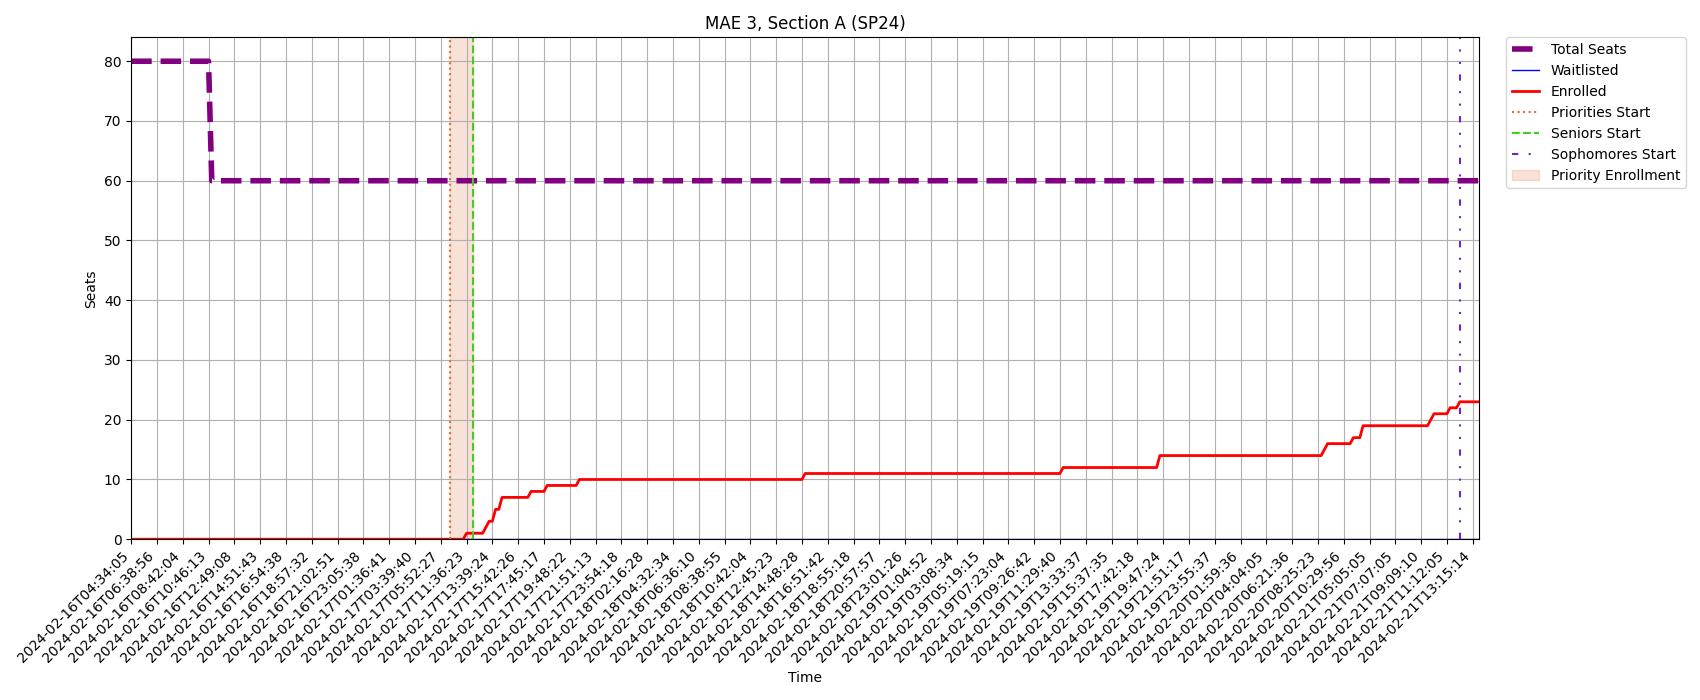 MAE 3, Section A (SP24)
Total Seats
Waitlisted
Enrolled
Priorities Start
Seniors Start
Sophomores Start
Priority Enrollment
Seats
80
70
60
50
40
30
20
10
0
2024-02-16T04:34:05
2024-02-16T06:38:56
2024-02-16T08:42:04
2024-02-16T10:46:13
2024-02-16T12:49:08
2024-02-16T14:51:43
2024-02-16T16:54:38
2024-02-16T18:57:32
2024-02-16T21:02:51
2024-02-16T23:05:38
2024-02-17T01:36:41
2024-02-17T03:39:40
2024-02-17T05:52:27
2024-02-17T11:36:23
2024-02-17T13:39:24
2024-02-17T15:42:26
2024-02-17T17:45:17
2024-02-17T19:48:22
2024-02-17T21:51:13
2024-02-17T23:54:18
2024-02-18T02:16:28
2024-02-18T04:32:34
2024-02-18T06:36:10
2024-02-18T08:38:55
2024-02-18T10:42:04
2024-02-18T12:45:23
2024-02-18T14:48:28
2024-02-18T16:51:42
2024-02-18T18:55:18
2024-02-18T20:57:57
2024-02-18T23:01:26
2024-02-19T01:04:52
2024-02-19T03:08:34
2024-02-19T05:19:15
2024-02-19T07:23:04
2024-02-19T09:26:42
2024-02-19T11:29:40
2024-02-19T13:33:37
2024-02-19T15:37:35
2024-02-19T17:42:18
2024-02-19T19:47:24
2024-02-19T21:51:17
2024-02-19T23:55:37
2024-02-20T01:59:36
2024-02-20T04:04:05
2024-02-20T06:21:36
2024-02-20T08:25:23
2024-02-20T10:29:56
2024-02-21T05:05:05
2024-02-21T07:07:05
2024-02-21T09:09:10
2024-02-21T11:12:05
2024-02-21T13:15:14
Time